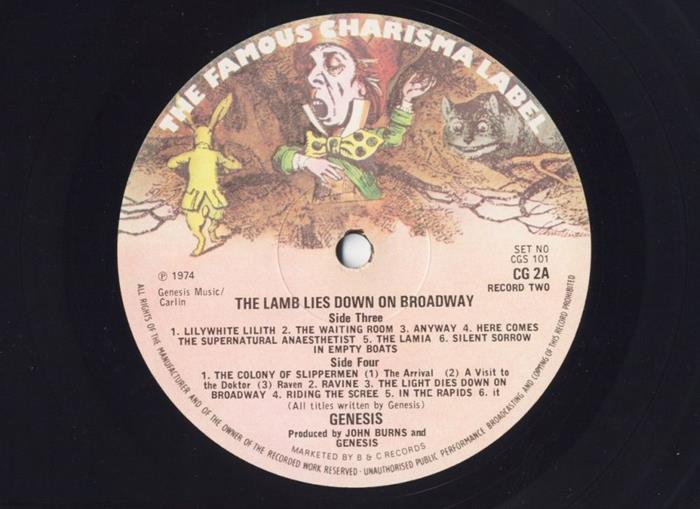 THE FAMOUS CHARISMA LABEL
℗ 1974
Genesis Music/
Carlin
SET NO
CGS 101
CG 2A
RECORD TWO
THE LAMB LIES DOWN ON BROADWAY
Side Three
1. LILYWHITE LILITH 2. THE WAITING ROOM 3. ANYWAY 4. HERE COMES
THE SUPERNATURAL ANAESTHETIST 5. THE LAMIA 6. SILENT SORROW
IN EMPTY BOATS
Side Four
1. THE COLONY OF SLIPPERMEN (1) The Arrival (2) A Visit to
the Doktor (3) Raven 2. RAVINE 3. THE LIGHT DIES DOWN ON
BROADWAY 4. RIDING THE SCREE 5. IN THE RAPIDS 6. it
(All titles written by Genesis)
GENESIS
Produced by JOHN BURNS and
GENESIS
MARKETED BY B & C RECORDS
ALL RIGHTS OF THE MANUFACTURER AND OF THE OWNER OF THE RECORDED WORK RESERVED · UNAUTHORISED PUBLIC PERFORMANCE BROADCASTING AND COPYING OF THIS RECORD PROHIBITED